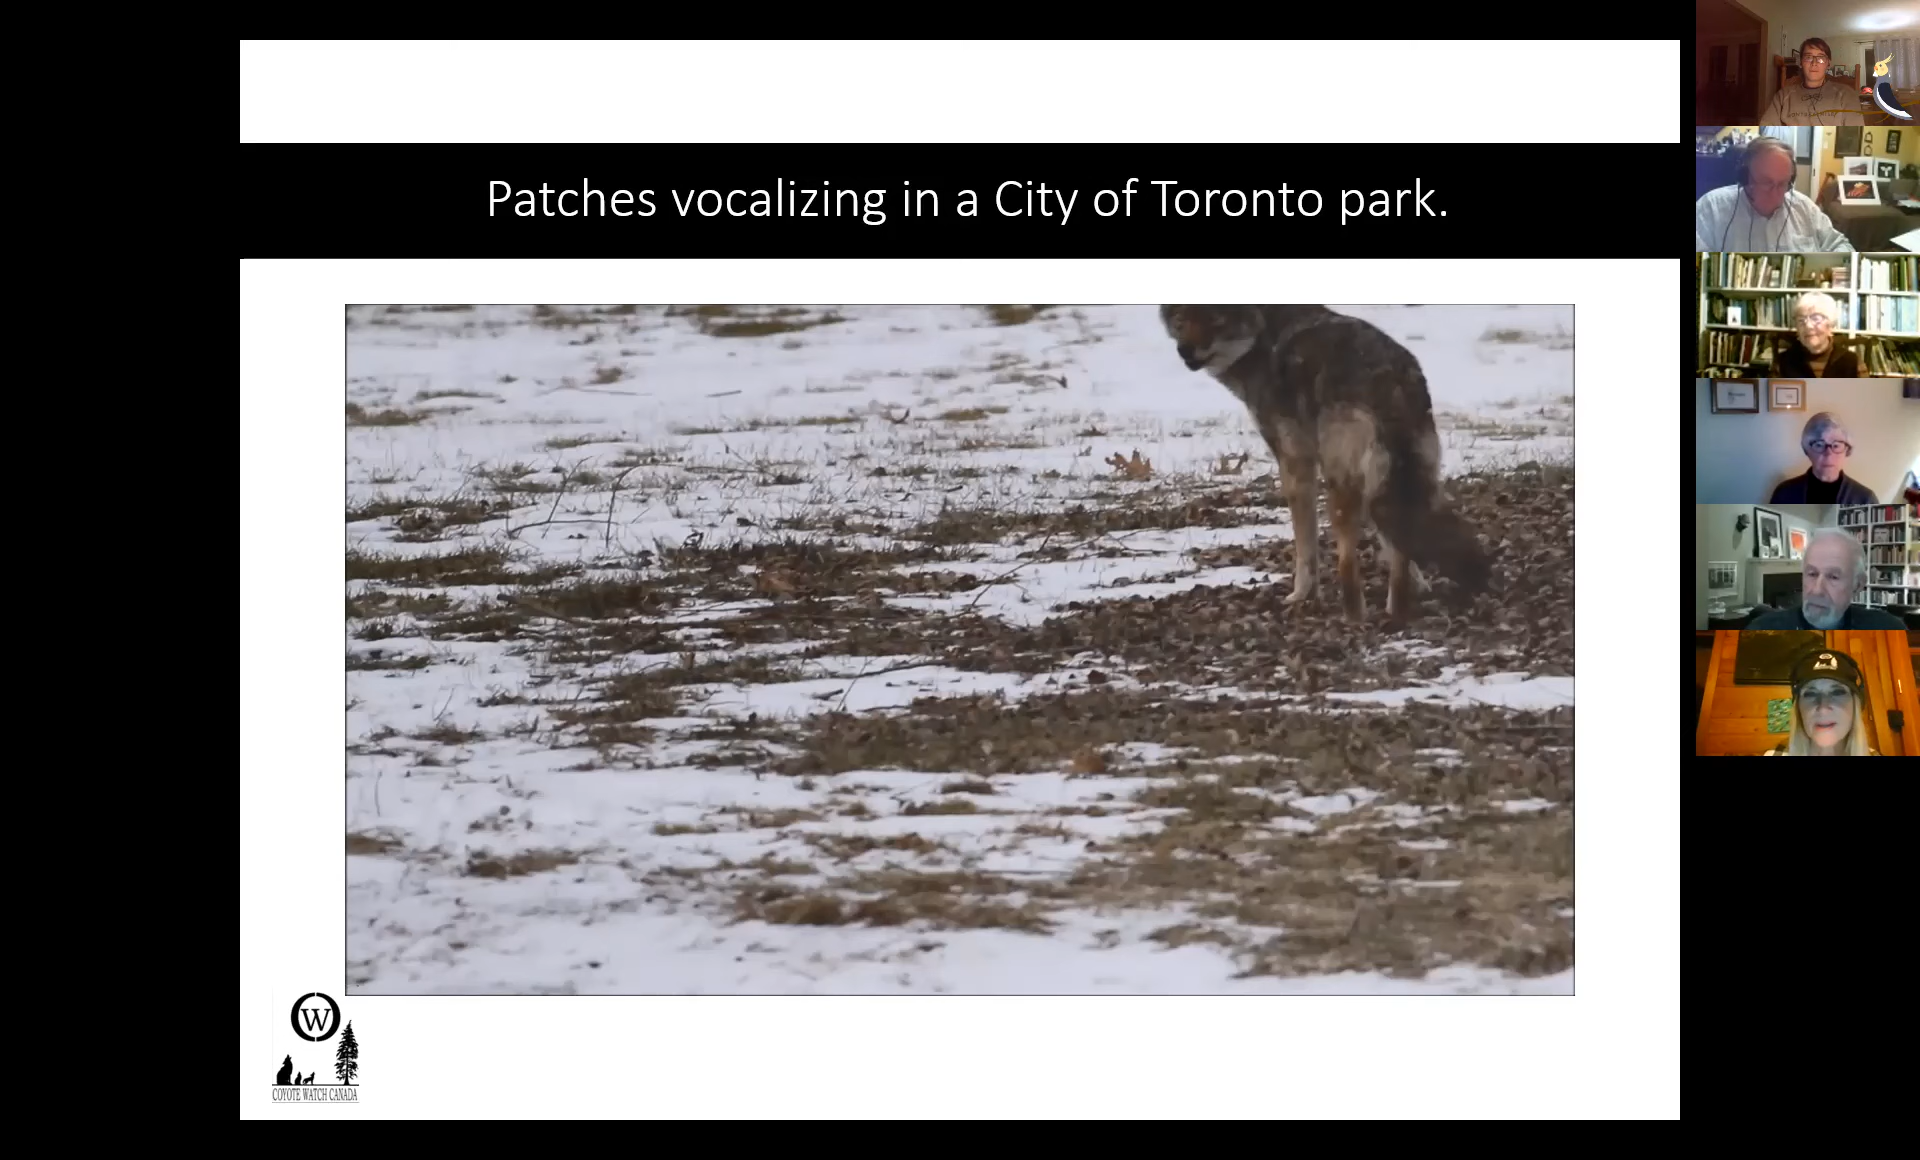 Patches vocalizing in a City of Toronto park.
W
COYOTE WATCH CANADA